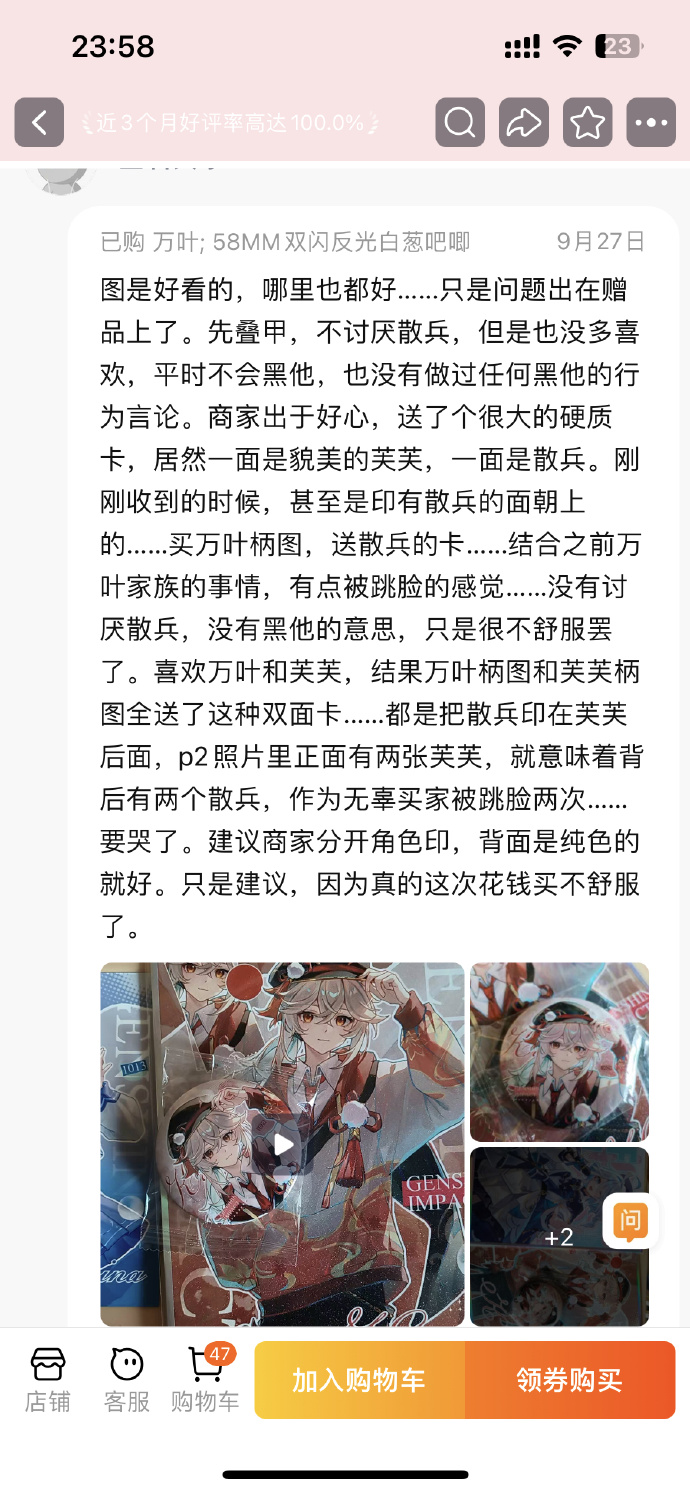 23:58
23
近3个月好评率高达100.0%
已购 万叶; 58MM双闪反光白葱吧唧
9月27日
图是好看的，哪里也都好……只是问题出在赠
品上了。先叠甲，不讨厌散兵，但是也没多喜
欢，平时不会黑他，也没有做过任何黑他的行
为言论。商家出于好心，送了个很大的硬质
卡，居然一面是貌美的芙芙，一面是散兵。刚
刚收到的时候，甚至是印有散兵的面朝上
的……买万叶柄图，送散兵的卡……结合之前万
叶家族的事情，有点被跳脸的感觉……没有讨
厌散兵，没有黑他的意思，只是很不舒服罢
了。喜欢万叶和芙芙，结果万叶柄图和芙芙柄
图全送了这种双面卡……都是把散兵印在芙芙
后面，p2照片里正面有两张芙芙，就意味着背
后有两个散兵，作为无辜买家被跳脸两次……
要哭了。建议商家分开角色印，背面是纯色的
就好。只是建议，因为真的这次花钱买不舒服
了。
1013
GENS
IMPA
+2
问
店铺
客服
47
购物车
加入购物车
领券购买